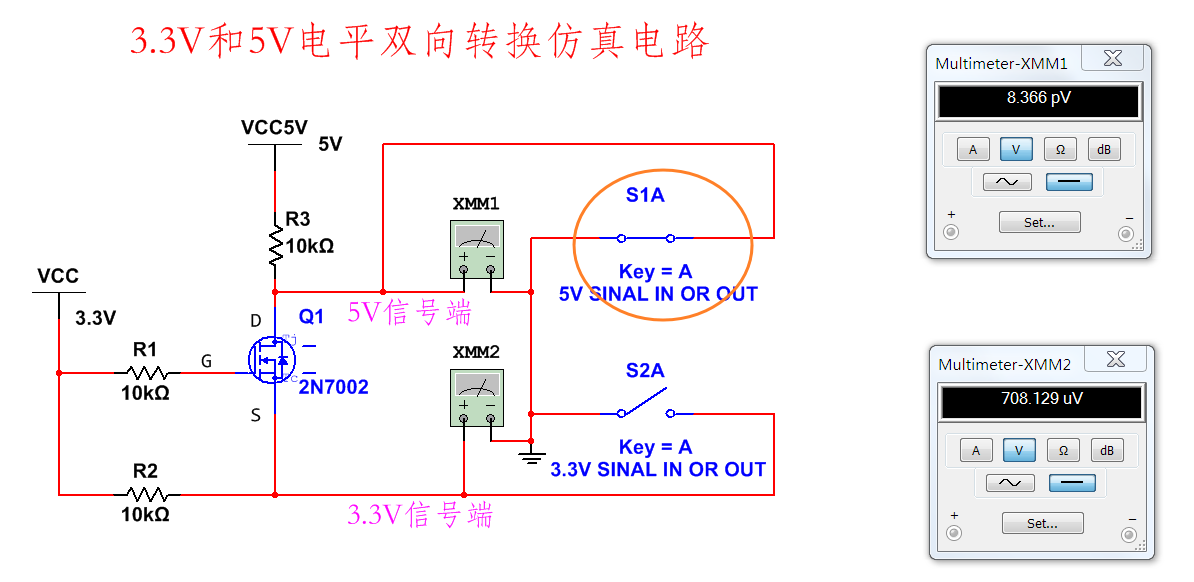 3.3V和5V电平双向转换仿真电路
Multimeter-XMM1
8.366 pV
A
V
Ω
dB
Set...
+
−
VCC5V
5V
R3
10kΩ
XMM1
+ −
S1A
Key = A
5V SINAL IN OR OUT
5V信号端
VCC
3.3V
D
Q1
G
2N7002
S
R1
10kΩ
XMM2
+ −
S2A
Key = A
3.3V SINAL IN OR OUT
R2
10kΩ
3.3V信号端
Multimeter-XMM2
708.129 uV
A
V
Ω
dB
Set...
+
−